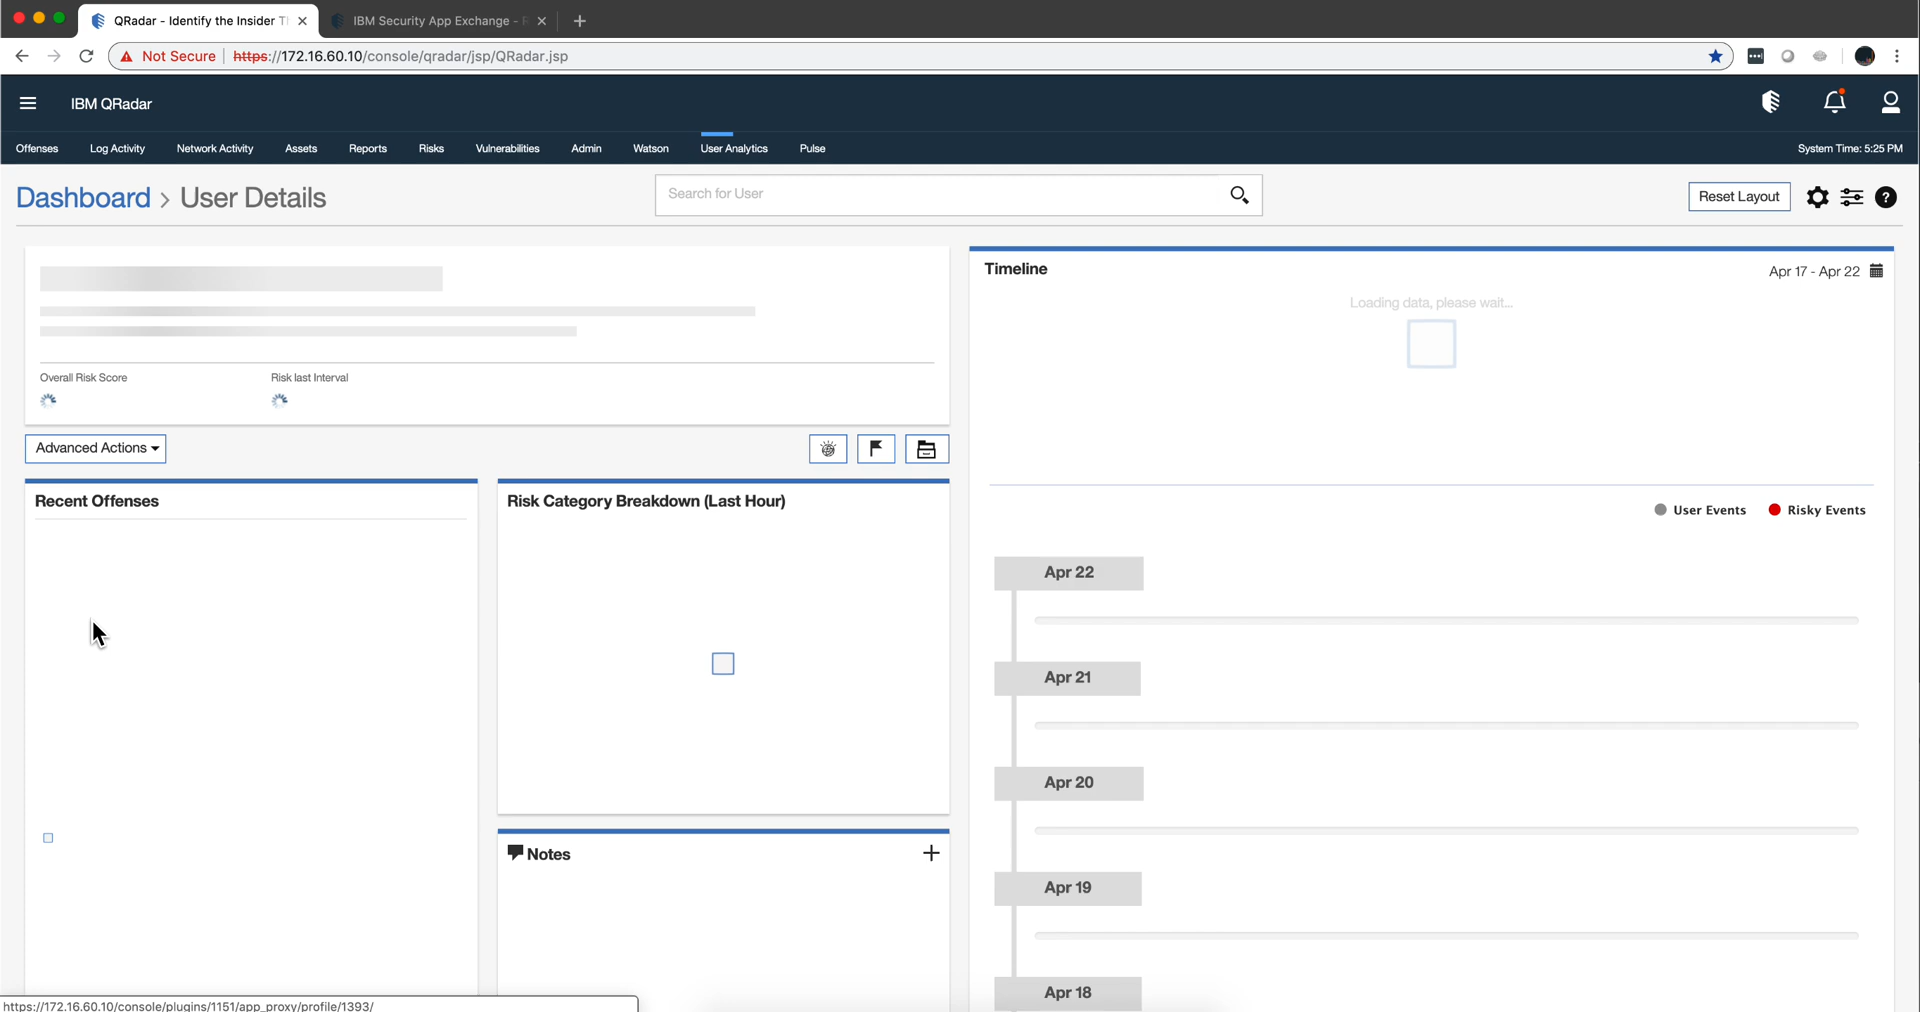 QRadar - Identify the Insider T
IBM Security App Exchange -
Not Secure
https://172.16.60.10/console/qradar/jsp/QRadar.jsp
IBM QRadar
Offenses
Log Activity
Network Activity
Assets
Reports
Risks
Vulnerabilities
Admin
Watson
User Analytics
Pulse
System Time: 5:25 PM
Dashboard > User Details
Search for User
Reset Layout
?
Overall Risk Score
Risk last Interval
Advanced Actions
Recent Offenses
Risk Category Breakdown (Last Hour)
Notes
Timeline
Apr 17 - Apr 22
Loading data, please wait...
User Events
Risky Events
Apr 22
Apr 21
Apr 20
Apr 19
Apr 18
https://172.16.60.10/console/plugins/1151/app_proxy/profile/1393/